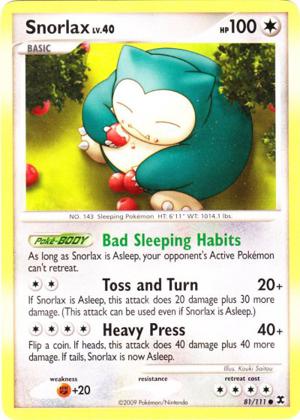 Snorlax LV.40 HP 100
BASIC
NO. 143 Sleeping Pokémon HT: 6'11" WT: 1014.1 lbs.
Poké-BODY Bad Sleeping Habits
As long as Snorlax is Asleep, your opponent's Active Pokémon
can't retreat.
Toss and Turn 20+
If Snorlax is Asleep, this attack does 20 damage plus 30 more
damage. (This attack can be used even if Snorlax is Asleep.)
Heavy Press 40+
Flip a coin. If heads, this attack does 40 damage plus 30 more
damage. If tails, Snorlax is now Asleep.
Illus. Kouki Saitou
weakness resistance retreat cost
+20
©2009 Pokémon/Nintendo 81/111